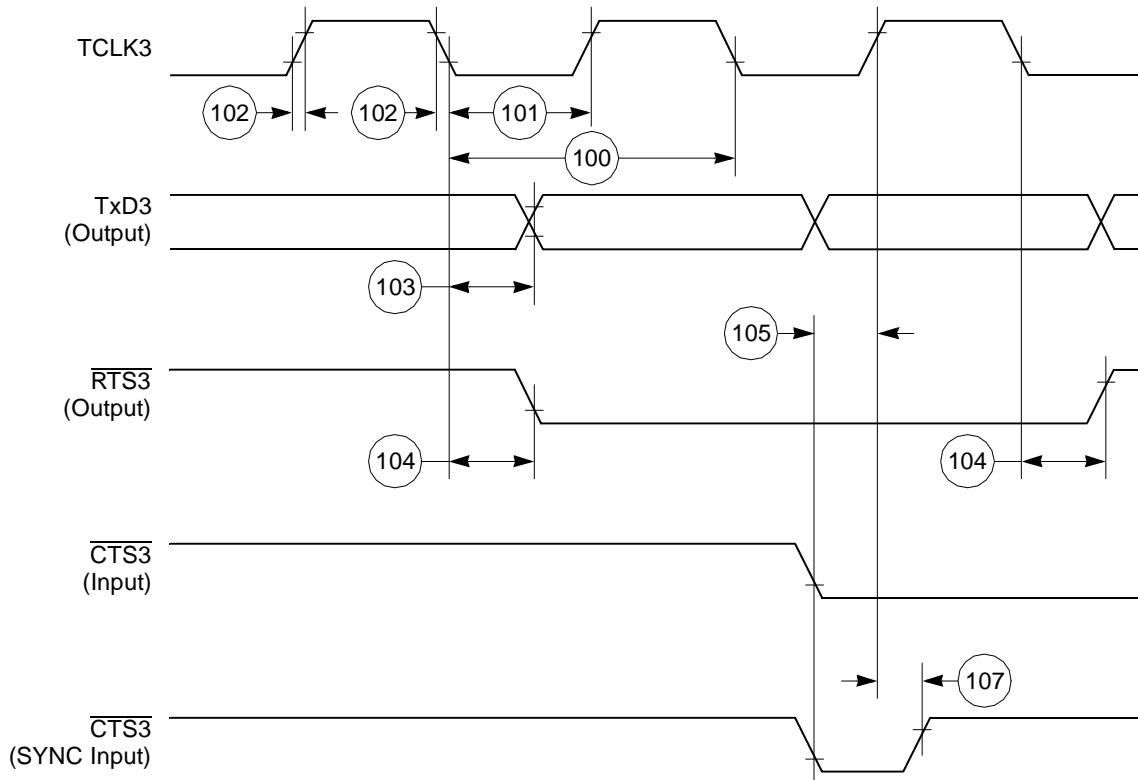 TCLK3
102
102
101
100
TxD3
(Output)
103
105
RTS3
(Output)
104
104
CTS3
(Input)
107
CTS3
(SYNC Input)